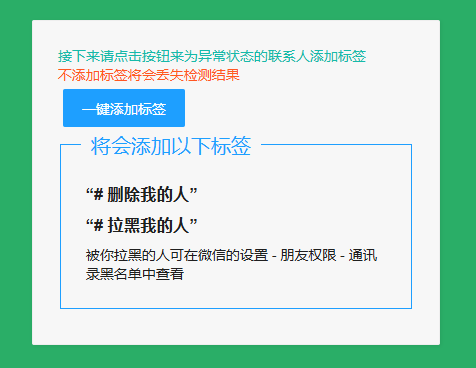 接下来请点击按钮来为异常状态的联系人添加标签
不添加标签将会丢失检测结果
一键添加标签
将会添加以下标签
“# 删除我的人”
“# 拉黑我的人”
被你拉黑的人可在微信的设置 - 朋友权限 - 通讯
录黑名单中查看